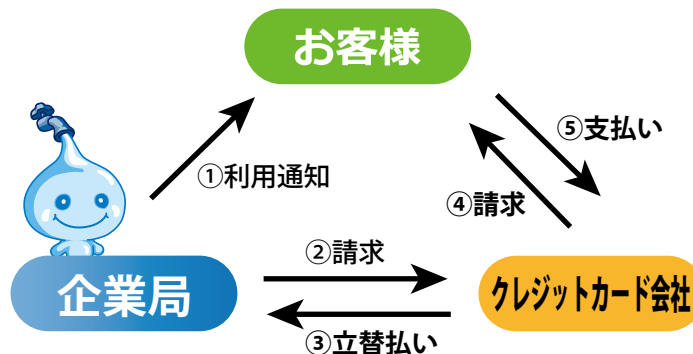 お客様
①利用通知
⑤支払い
④請求
②請求
企業局
クレジットカード会社
③立替払い